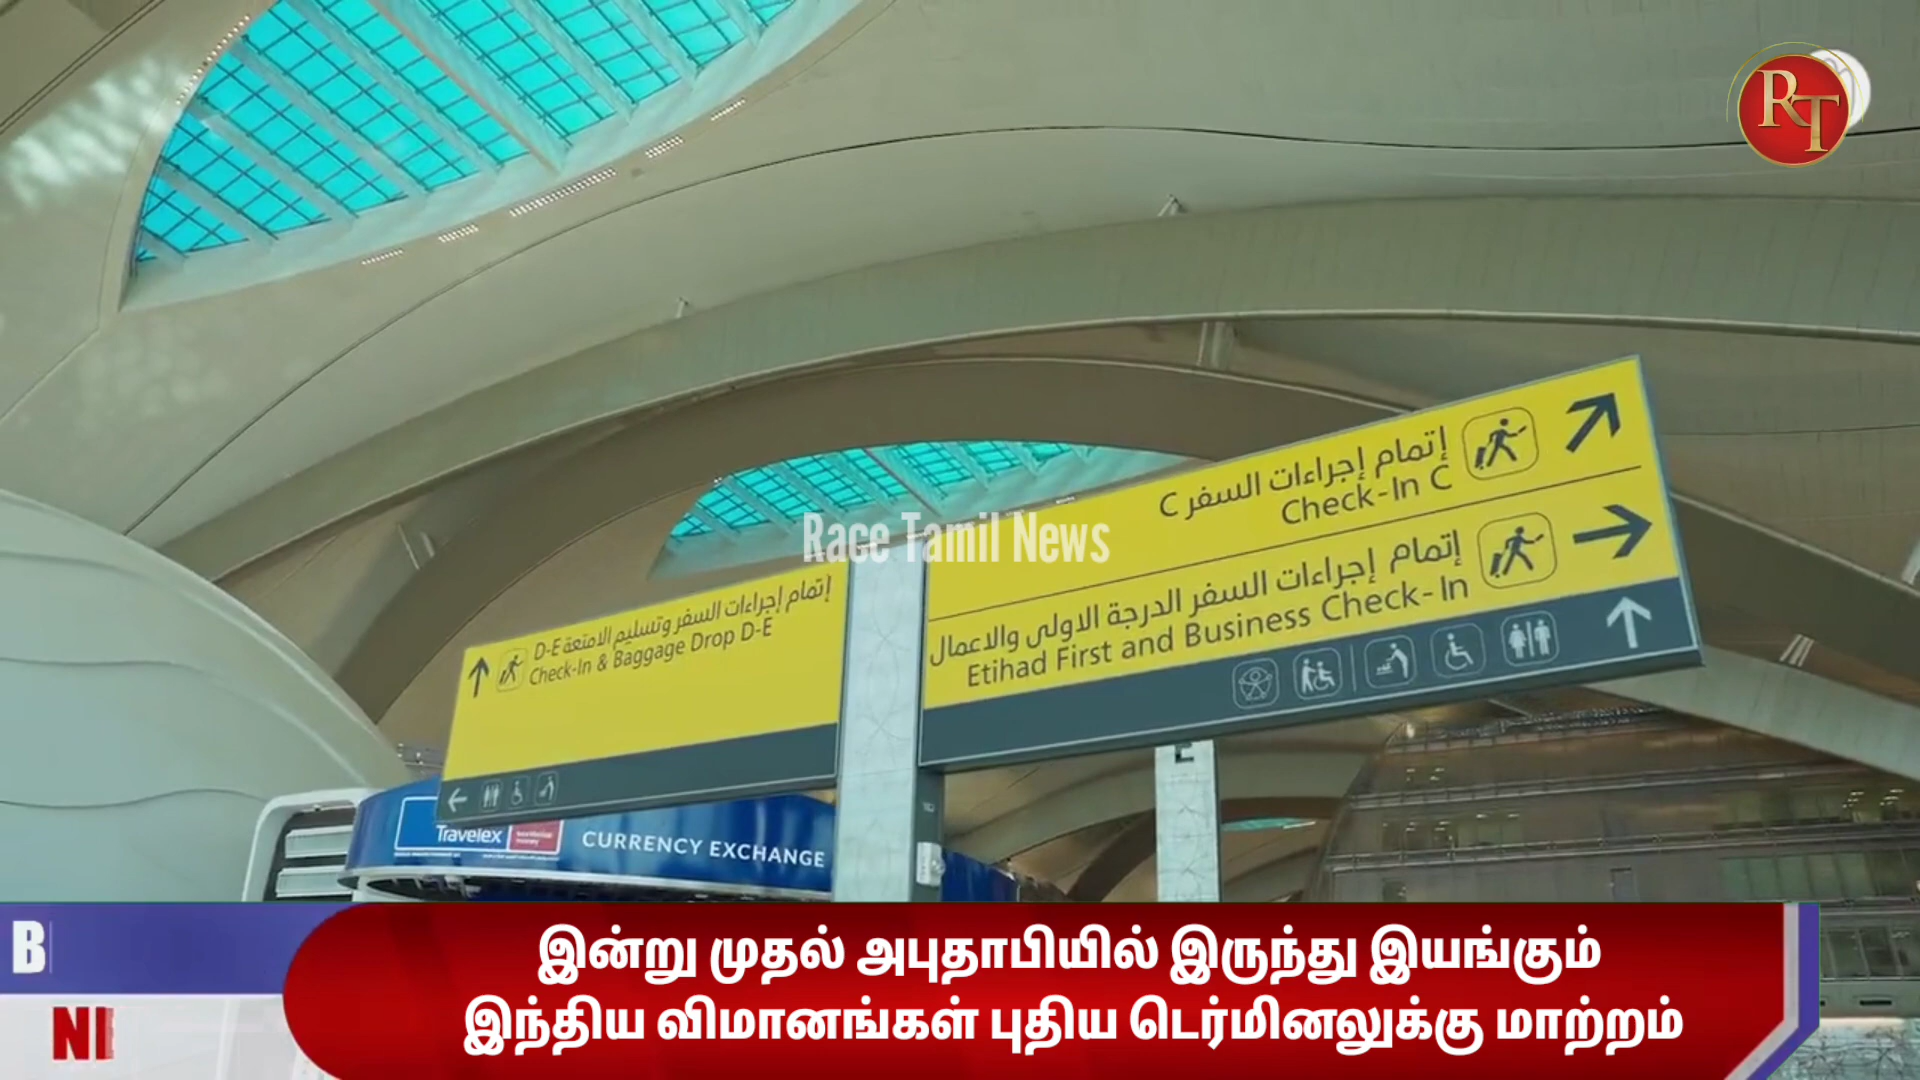 RT
إتمام إجراءات السفر C
Check-In C
إتمام إجراءات السفر الدرجة الاولى والاعمال
Etihad First and Business Check-In
Race Tamil News
إتمام إجراءات السفر وتسليم الامتعة D-E
Check-In & Baggage Drop D-E
E
Travelex
CURRENCY EXCHANGE
B
NI
இன்று முதல் அபுதாபியில் இருந்து இயங்கும்
இந்திய விமானங்கள் புதிய டெர்மினலுக்கு மாற்றம்